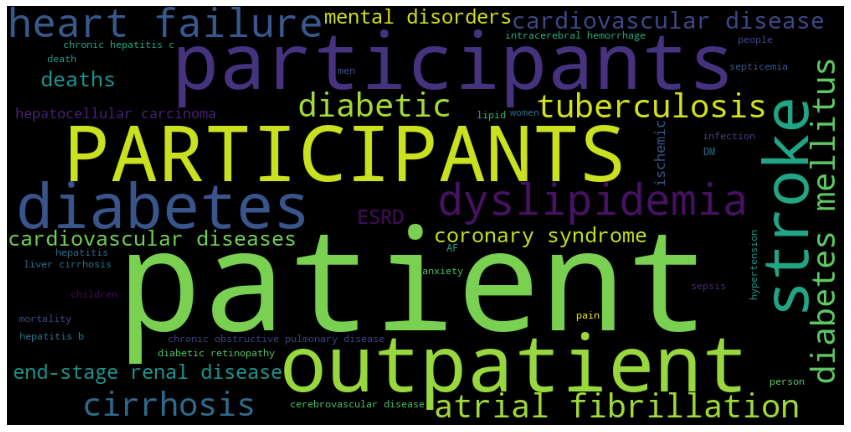 heart failure
mental disorders
cardiovascular disease
chronic hepatitis c
intracerebral hemorrhage
people
participants
death
deaths
men
septicemia
diabetic
tuberculosis
hepatocellular carcinoma
lipid
women
PARTICIPANTS
ischemic
infection
DM
stroke
diabetes mellitus
diabetes
ESRD
dyslipidemia
cardiovascular diseases
coronary syndrome
AF
hepatitis
liver cirrhosis
patient
anxiety
hypertension
children
sepsis
mortality
pain
hepatitis b
chronic obstructive pulmonary disease
diabetic retinopathy
outpatient
end-stage renal disease
person
cirrhosis
cerebrovascular disease
atrial fibrillation